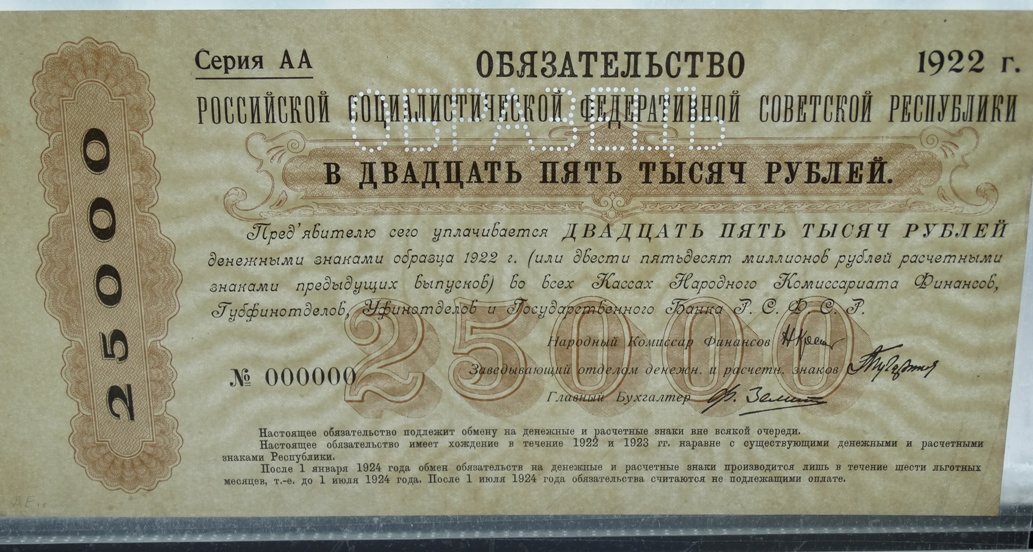 Серия АА
ОБЯЗАТЕЛЬСТВО
1922 г.
РОССИЙСКОЙ СОЦИАЛИСТИЧЕСКОЙ ФЕДЕРАТИВНОЙ СОВЕТСКОЙ РЕСПУБЛИКИ
ОБРАЗЕЦЪ
В ДВАДЦАТЬ ПЯТЬ ТЫСЯЧ РУБЛЕЙ.
Пред'явителю сего уплачивается ДВАДЦАТЬ ПЯТЬ ТЫСЯЧ РУБЛЕЙ
денежными знаками образца 1922 г. (или двести пятьдесят миллионов рублей расчетными
знаками предыдущих выпусков) во всех Кассах Народного Комиссариата Финансов,
Губфинотделов, Уфинотделов и Государственного Банка Р. С. Ф. С. Р.
25000
25000
Народный Комиссар Финансов
Заведывающий отделом денежн. и расчетн. знаков
Главный Бухгалтер
№ 000000
Настоящее обязательство подлежит обмену на денежные и расчетные знаки вне всякой очереди.
Настоящее обязательство имеет хождение в течение 1922 и 1923 гг. наравне с существующими денежными и расчетными
знаками Республики.
После 1 января 1924 года обмен обязательств на денежные и расчетные знаки производится лишь в течение шести льготных
месяцев, т.-е. до 1 июля 1924 года. После 1 июля 1924 года обязательства считаются не подлежащими оплате.